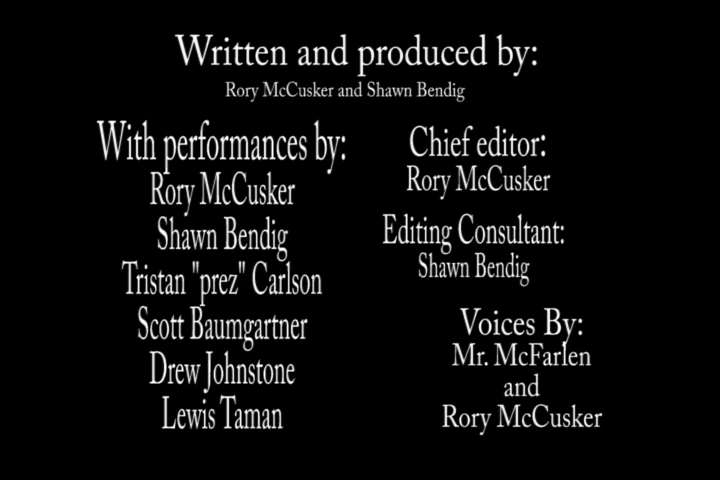 Written and produced by:
Rory McCusker and Shawn Bendig
With performances by:
Rory McCusker
Shawn Bendig
Tristan "prez" Carlson
Scott Baumgartner
Drew Johnstone
Lewis Taman
Chief editor:
Rory McCusker
Editing Consultant:
Shawn Bendig
Voices By:
Mr. McFarlen
and
Rory McCusker